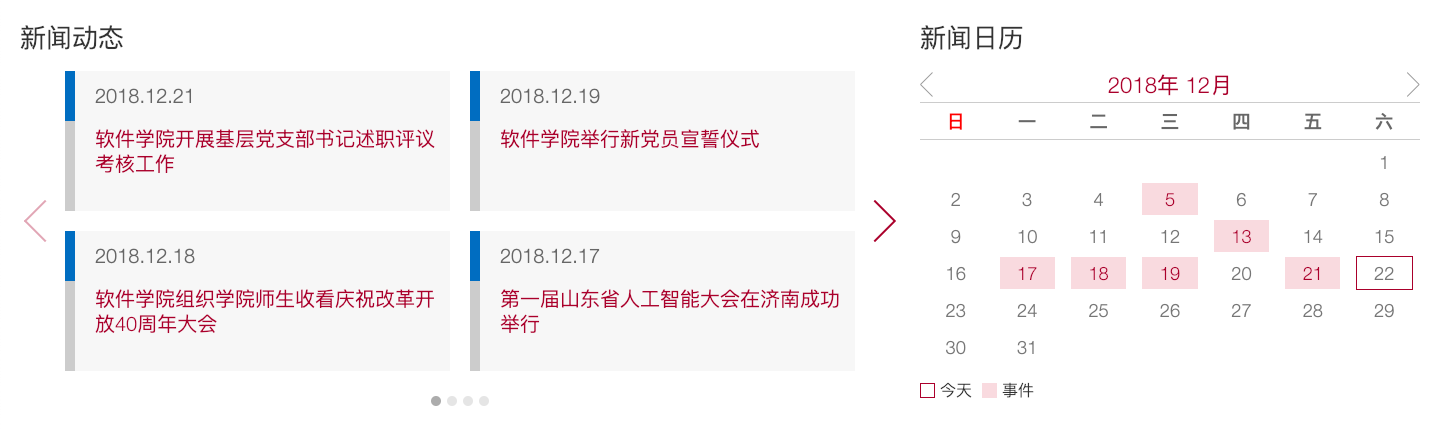 新闻动态
2018.12.21
软件学院开展基层党支部书记述职评议
考核工作
2018.12.19
软件学院举行新党员宣誓仪式
2018.12.18
软件学院组织学院师生收看庆祝改革开
放40周年大会
2018.12.17
第一届山东省人工智能大会在济南成功
举行
新闻日历
2018年 12月
日 一 二 三 四 五 六
1
2 3 4 5 6 7 8
9 10 11 12 13 14 15
16 17 18 19 20 21 22
23 24 25 26 27 28 29
30 31
今天 事件